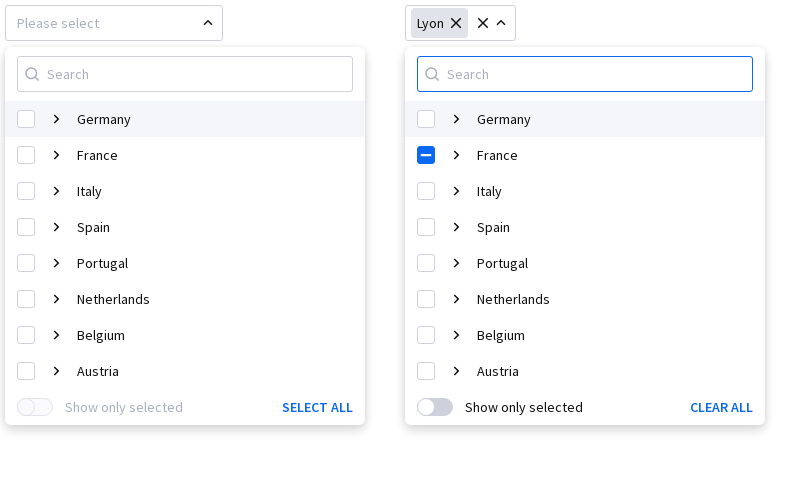 Please select
Search
Germany
France
Italy
Spain
Portugal
Netherlands
Belgium
Austria
Show only selected
SELECT ALL
Lyon
Search
Germany
France
Italy
Spain
Portugal
Netherlands
Belgium
Austria
Show only selected
CLEAR ALL